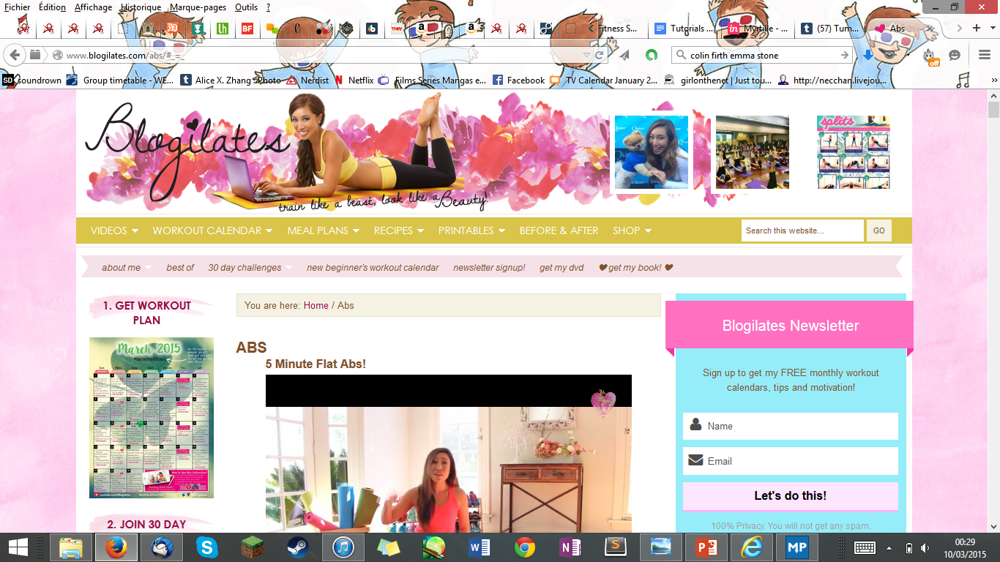 Fichier Édition Affichage Historique Marque-pages Outils ?
Fitness S... Tutorials ... Myrtille - ... (57) Tum... Abs
www.blogilates.com/abs/#_=_
colin firth emma stone
soundrown Group timetable - WE... Alice X. Zhang - Photo Nerdist Netflix Films Series Mangas e... Facebook TV Calendar January 2... girlonthenet | Just tou... http://necchan.livejou...
Blogilates
train like a beast, look like a Beauty!
splits
VIDEOS WORKOUT CALENDAR MEAL PLANS RECIPES PRINTABLES BEFORE & AFTER SHOP
Search this website... GO
about me best of 30 day challenges new beginner's workout calendar newsletter signup! get my dvd ♥ get my book! ♥
1. GET WORKOUT
PLAN
March 2015
youtube.com/Blogilates BLOGILATES.COM
2. JOIN 30 DAY
You are here: Home / Abs
ABS
5 Minute Flat Abs!
Blogilates Newsletter
Sign up to get my FREE monthly workout
calendars, tips and motivation!
Name
Email
Let's do this!
100% Privacy. You will not get any spam.
00:29
10/03/2015